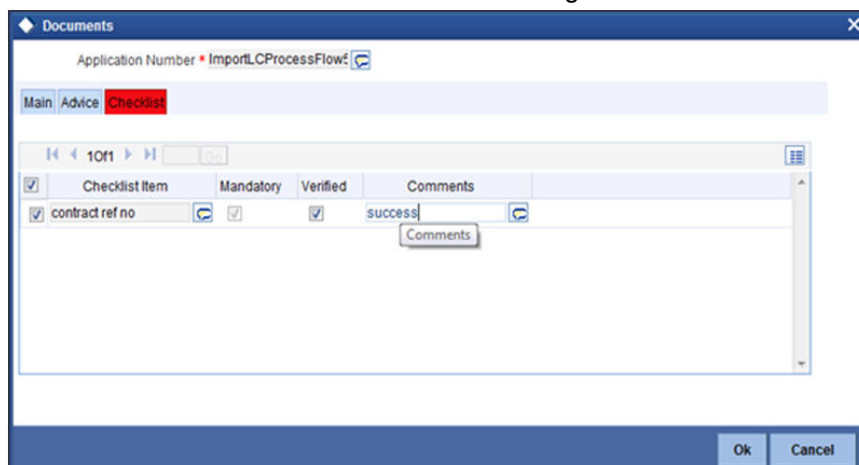 Documents
Application Number * ImportLCProcessFlow
Main Advice Checklist
1Of1 Go
Checklist Item Mandatory Verified Comments
contract ref no success
Comments
Ok Cancel